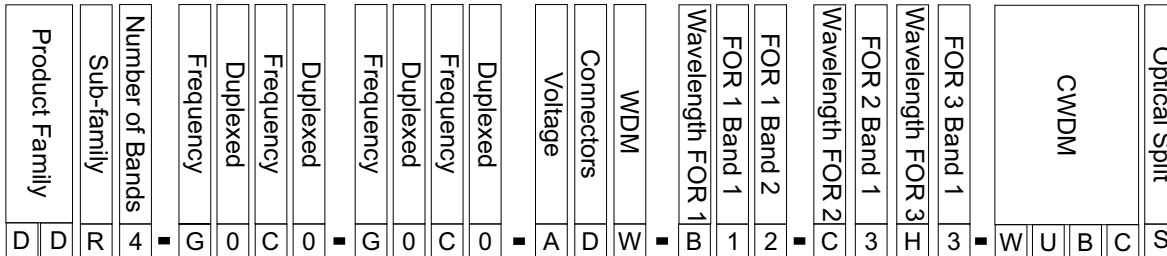 Product Family
Sub-family
Number of Bands
Frequency
Duplexed
Frequency
Duplexed
Frequency
Duplexed
Frequency
Duplexed
Voltage
Connectors
WDM
Wavelength FOR 1
FOR 1 Band 1
FOR 1 Band 2
Wavelength FOR 2
FOR 2 Band 1
Wavelength FOR 3
FOR 3 Band 1
CWDM
Optical Split
D D R 4 - G 0 C 0 - G 0 C 0 - A D W - B 1 2 - C 3 H 3 - W U B C S